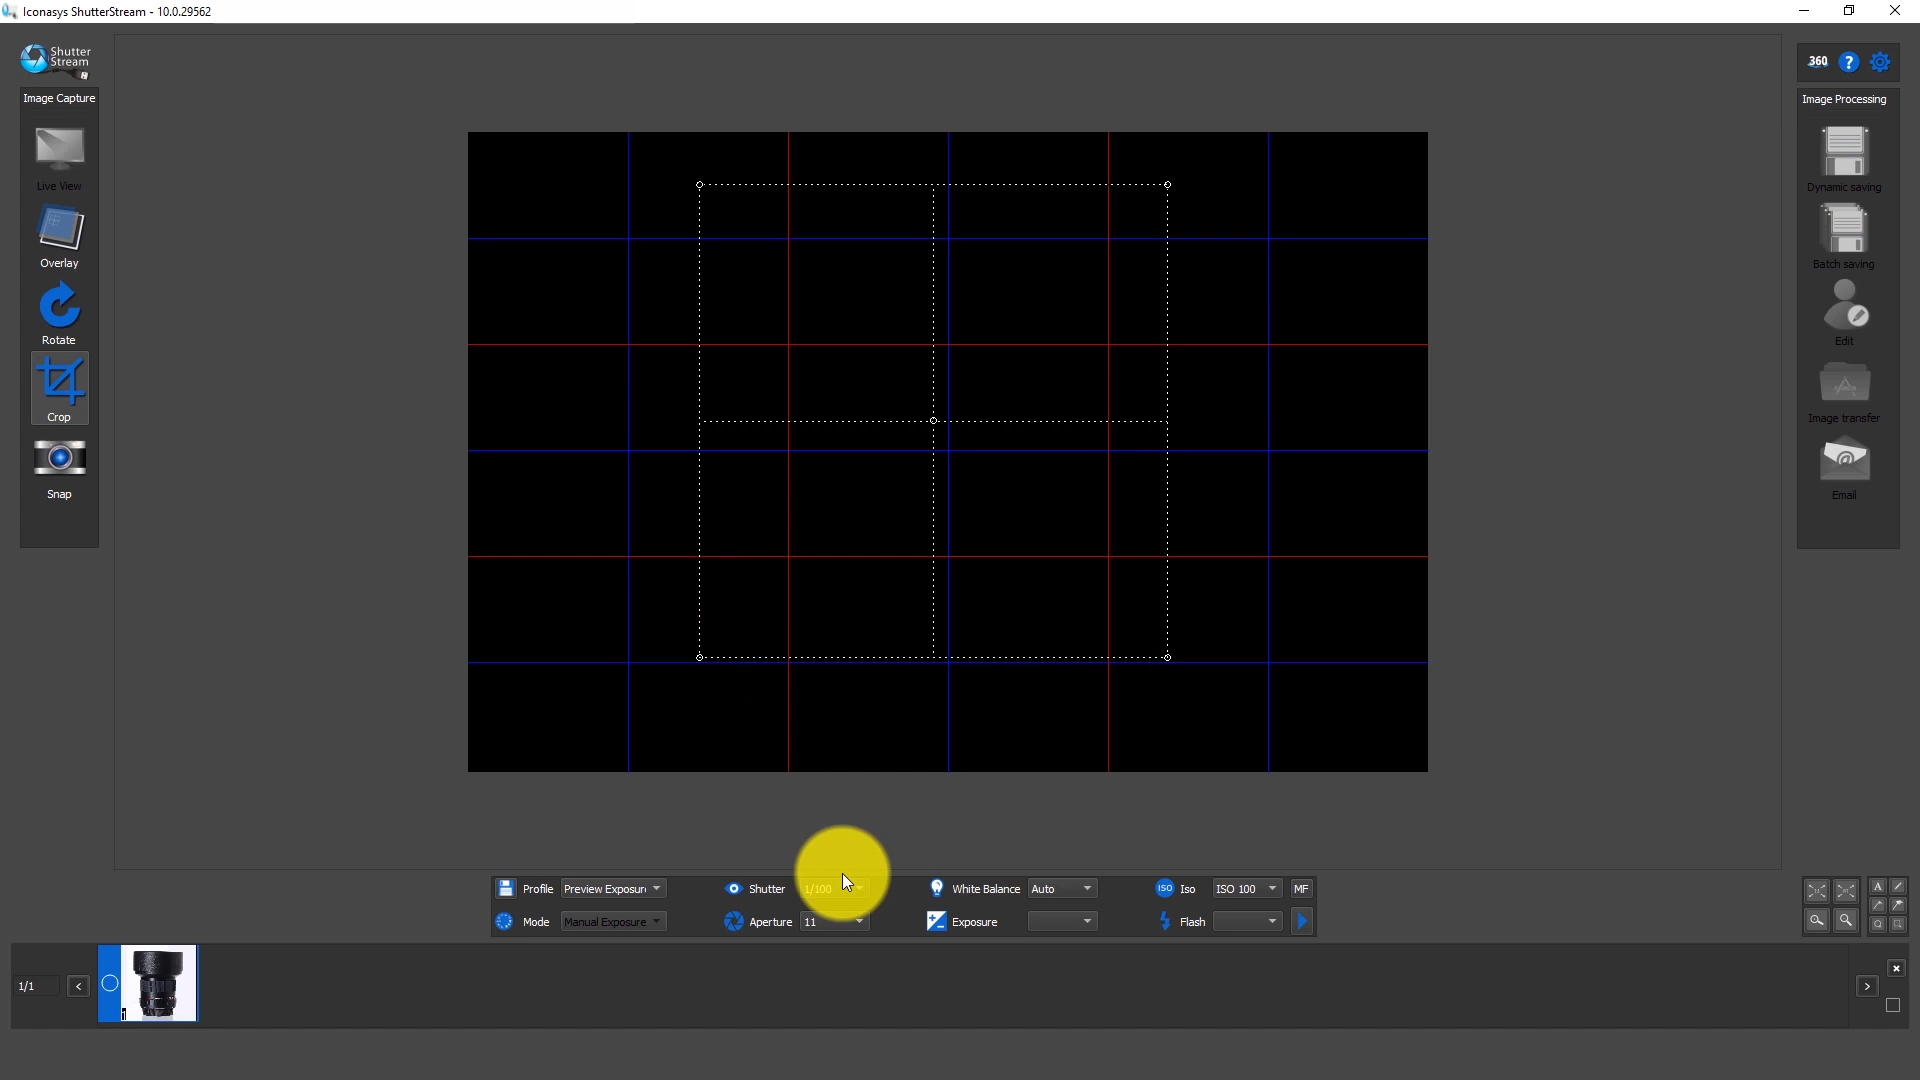 Iconasys ShutterStream - 10.0.29562
Shutter
Stream
Image Capture
Live View
Overlay
Rotate
Crop
Snap
360
?
Image Processing
Dynamic saving
Batch saving
Edit
Image transfer
@
Email
Profile Preview Exposur Shutter 1/100 White Balance Auto ISO Iso ISO 100 MF
Mode Manual Exposure Aperture 11 Exposure Flash
A
1/1
<
1
>